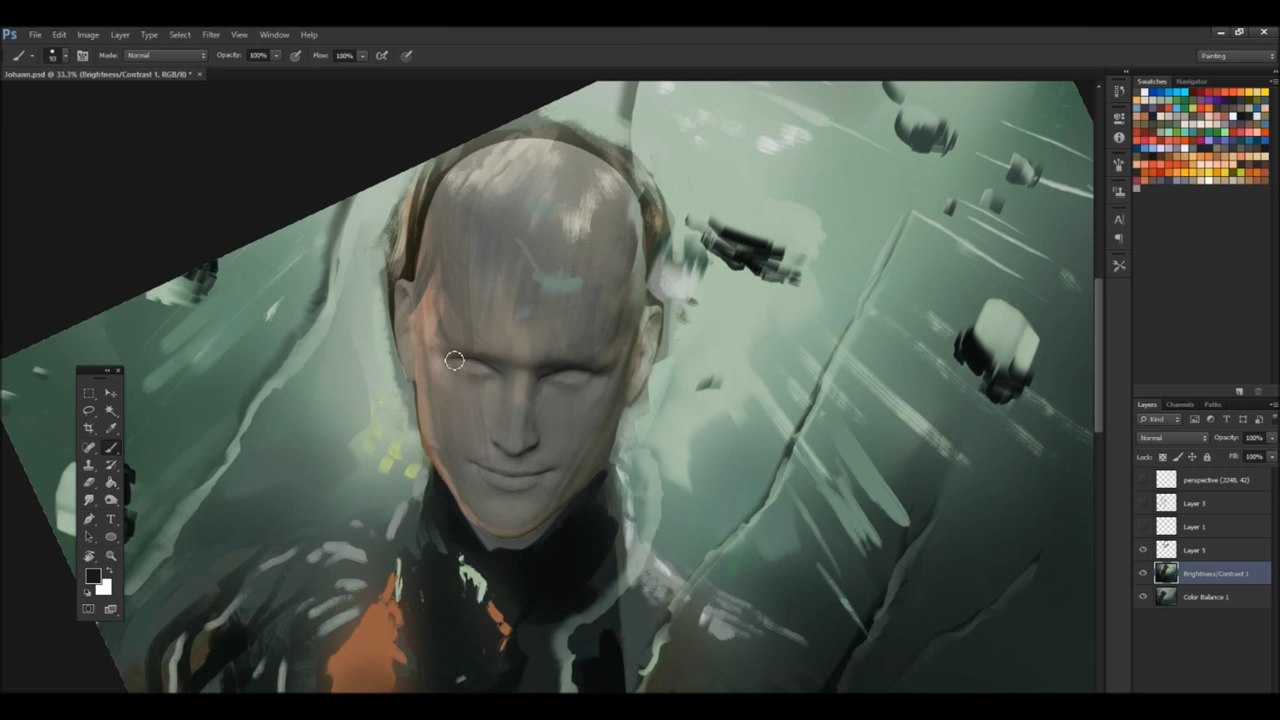 Ps File Edit Image Layer Type Select Filter View Window Help
93 Mode: Normal Opacity: 100% Flow: 100% Painting
Johann.psd @ 33,3% (Brightness/Contrast 1, RGB/8) * ×
Swatches Navigator
Layers Channels Paths
Kind
Normal Opacity: 100%
Lock: Fill: 100%
perspective (2248, 42)
Layer 3
Layer 1
Layer 5
Brightness/Contrast 1
Color Balance 1